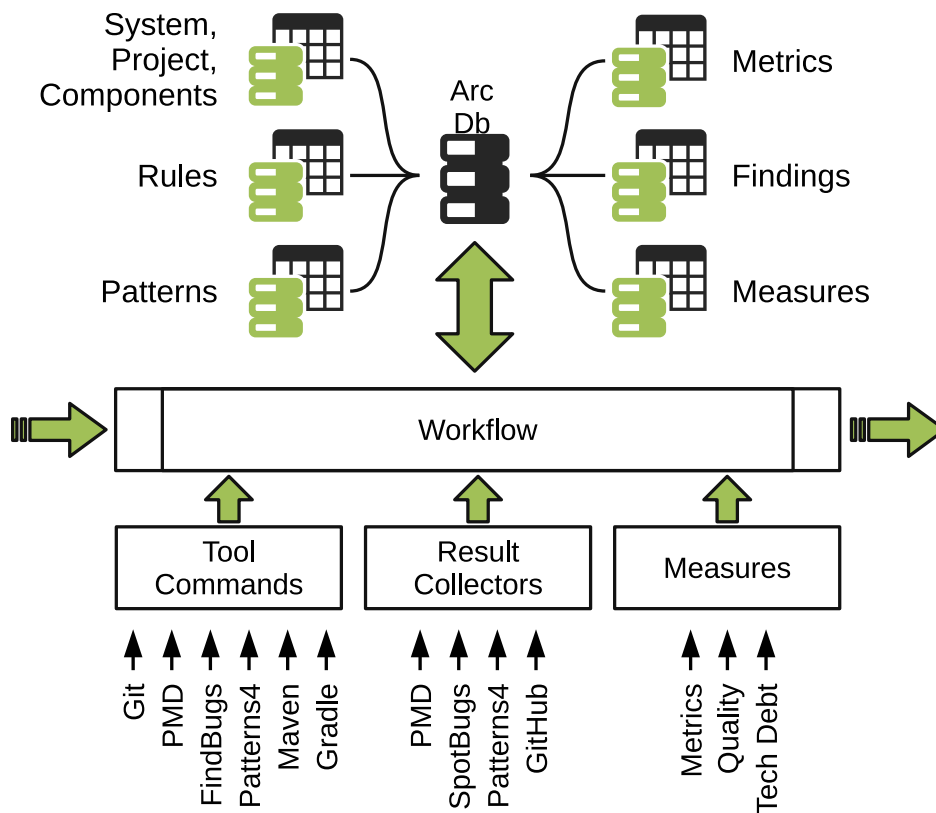 System,
Project,
Components
Arc
Db
Metrics
Rules
Findings
Patterns
Measures
Workflow
Tool
Commands
Result
Collectors
Measures
Git
PMD
FindBugs
Patterns4
Maven
Gradle
PMD
SpotBugs
Patterns4
GitHub
Metrics
Quality
Tech Debt